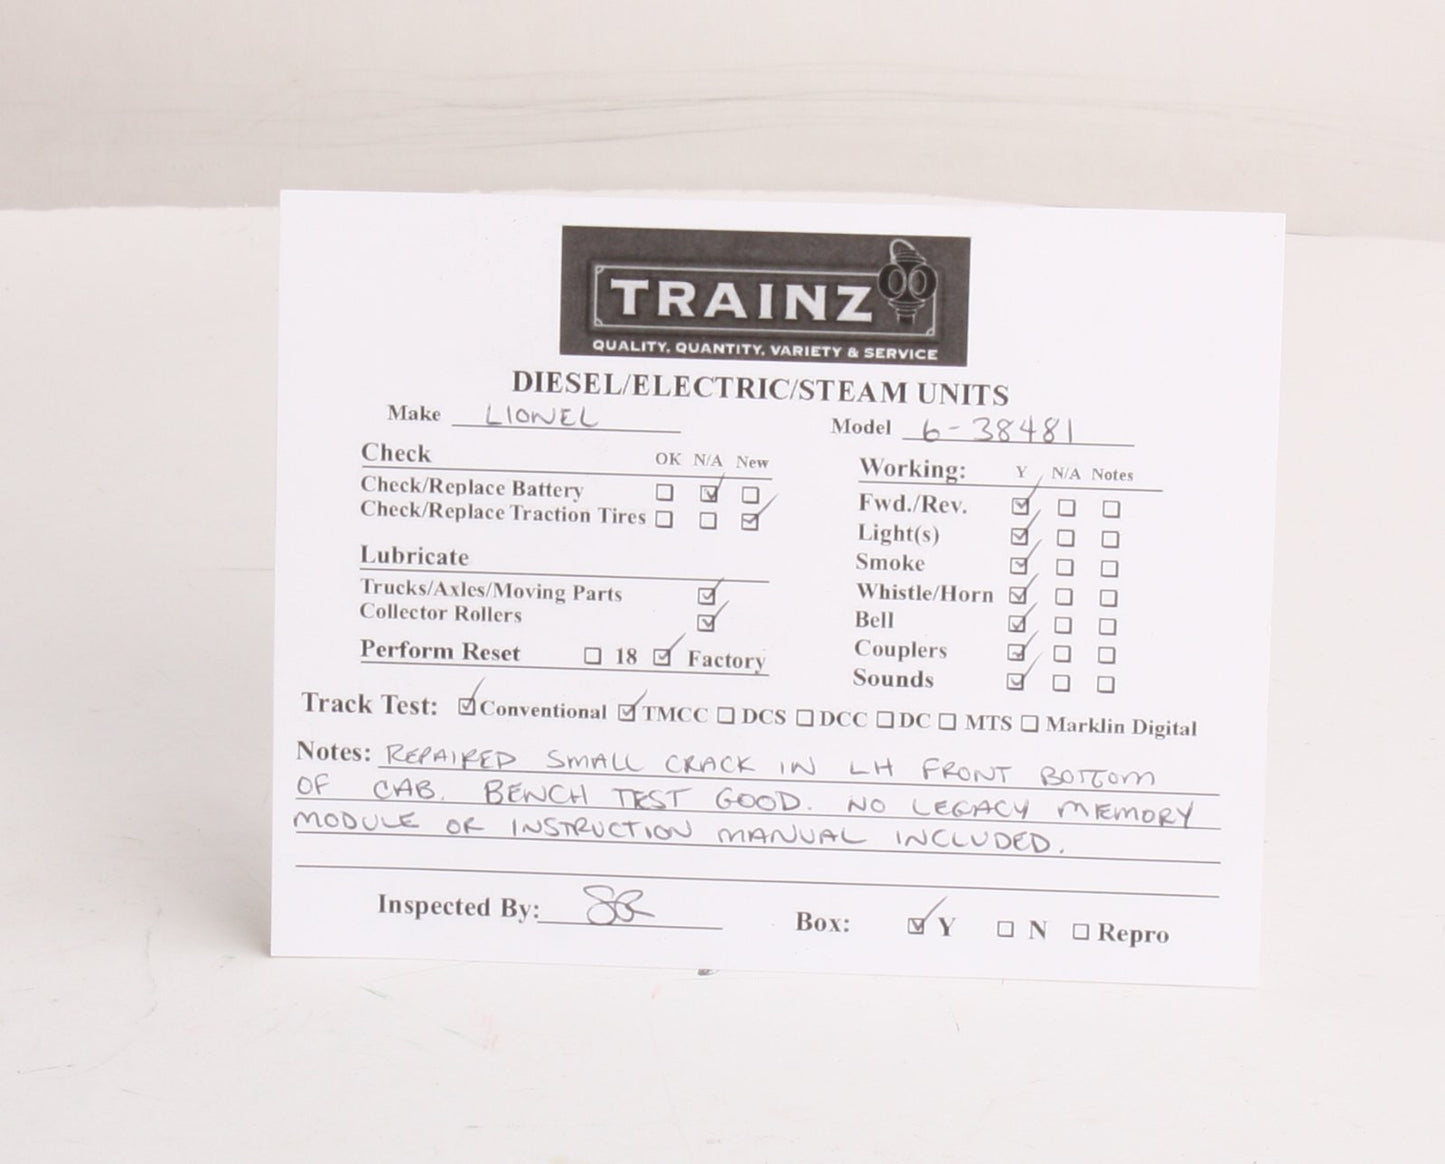 TRAINZ
QUALITY, QUANTITY, VARIETY & SERVICE
DIESEL/ELECTRIC/STEAM UNITS
Make LIONEL Model 6-38481
Check OK N/A New
Check/Replace Battery
Check/Replace Traction Tires
Lubricate
Trucks/Axles/Moving Parts
Collector Rollers
Perform Reset 18 Factory
Working: Y N/A Notes
Fwd./Rev.
Light(s)
Smoke
Whistle/Horn
Bell
Couplers
Sounds
Track Test: Conventional TMCC DCS DCC DC MTS Marklin Digital
Notes: REPAIRED SMALL CRACK IN LH FRONT BOTTOM
OF CAB. BENCH TEST GOOD. NO LEGACY MEMORY
MODULE OR INSTRUCTION MANUAL INCLUDED.
Inspected By: Box: Y N Repro